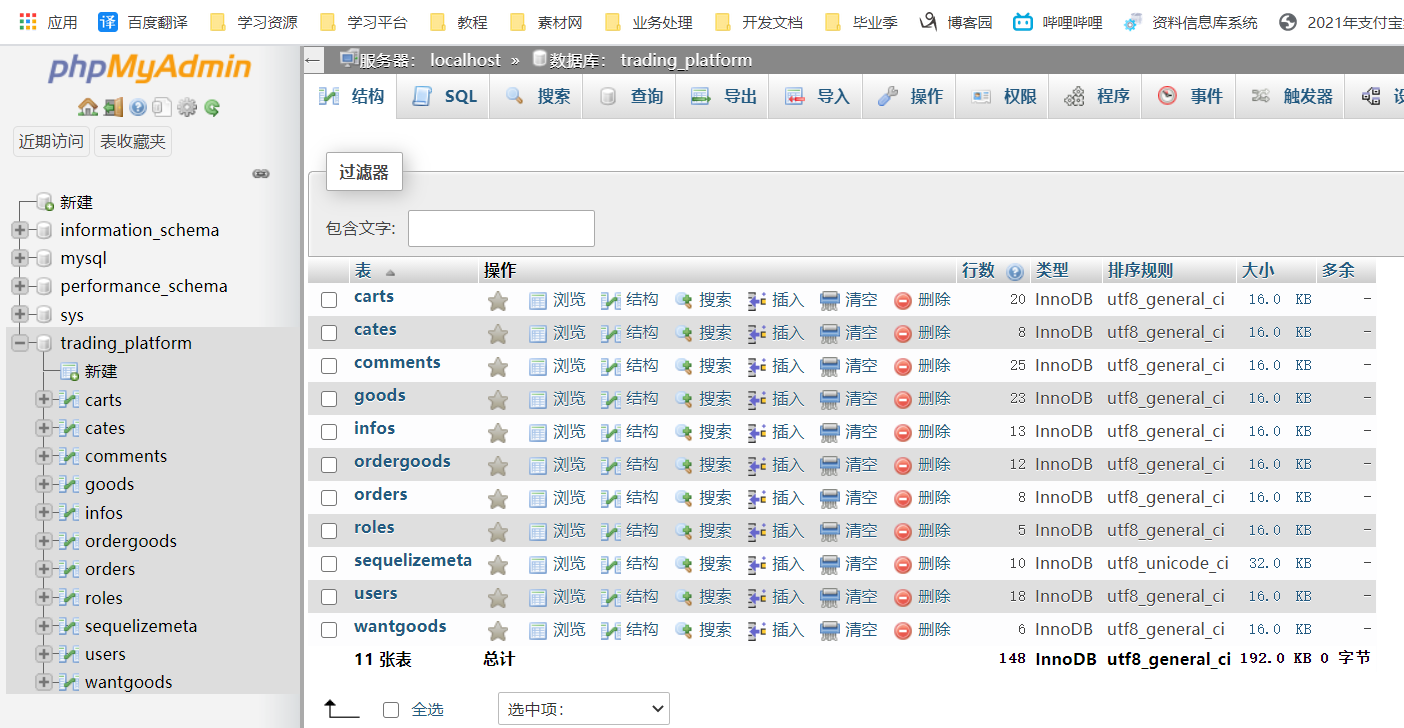 应用 译 百度翻译 学习资源 学习平台 教程 素材网 业务处理 开发文档 毕业季 博客园 哔哩哔哩 资料信息库系统 2021年支付宝
phpMyAdmin
近期访问 表收藏夹
新建
information_schema
mysql
performance_schema
sys
trading_platform
新建
carts
cates
comments
goods
infos
ordergoods
orders
roles
sequelizemeta
users
wantgoods
服务器: localhost » 数据库: trading_platform
结构 SQL 搜索 查询 导出 导入 操作 权限 程序 事件 触发器
过滤器
包含文字:
表 操作 行数 类型 排序规则 大小 多余
carts 浏览 结构 搜索 插入 清空 删除 20 InnoDB utf8_general_ci 16.0 KB -
cates 浏览 结构 搜索 插入 清空 删除 8 InnoDB utf8_general_ci 16.0 KB -
comments 浏览 结构 搜索 插入 清空 删除 25 InnoDB utf8_general_ci 16.0 KB -
goods 浏览 结构 搜索 插入 清空 删除 23 InnoDB utf8_general_ci 16.0 KB -
infos 浏览 结构 搜索 插入 清空 删除 13 InnoDB utf8_general_ci 16.0 KB -
ordergoods 浏览 结构 搜索 插入 清空 删除 12 InnoDB utf8_general_ci 16.0 KB -
orders 浏览 结构 搜索 插入 清空 删除 8 InnoDB utf8_general_ci 16.0 KB -
roles 浏览 结构 搜索 插入 清空 删除 5 InnoDB utf8_general_ci 16.0 KB -
sequelizemeta 浏览 结构 搜索 插入 清空 删除 10 InnoDB utf8_unicode_ci 32.0 KB -
users 浏览 结构 搜索 插入 清空 删除 18 InnoDB utf8_general_ci 16.0 KB -
wantgoods 浏览 结构 搜索 插入 清空 删除 6 InnoDB utf8_general_ci 16.0 KB -
11 张表 总计 148 InnoDB utf8_general_ci 192.0 KB 0 字节
全选 选中项: